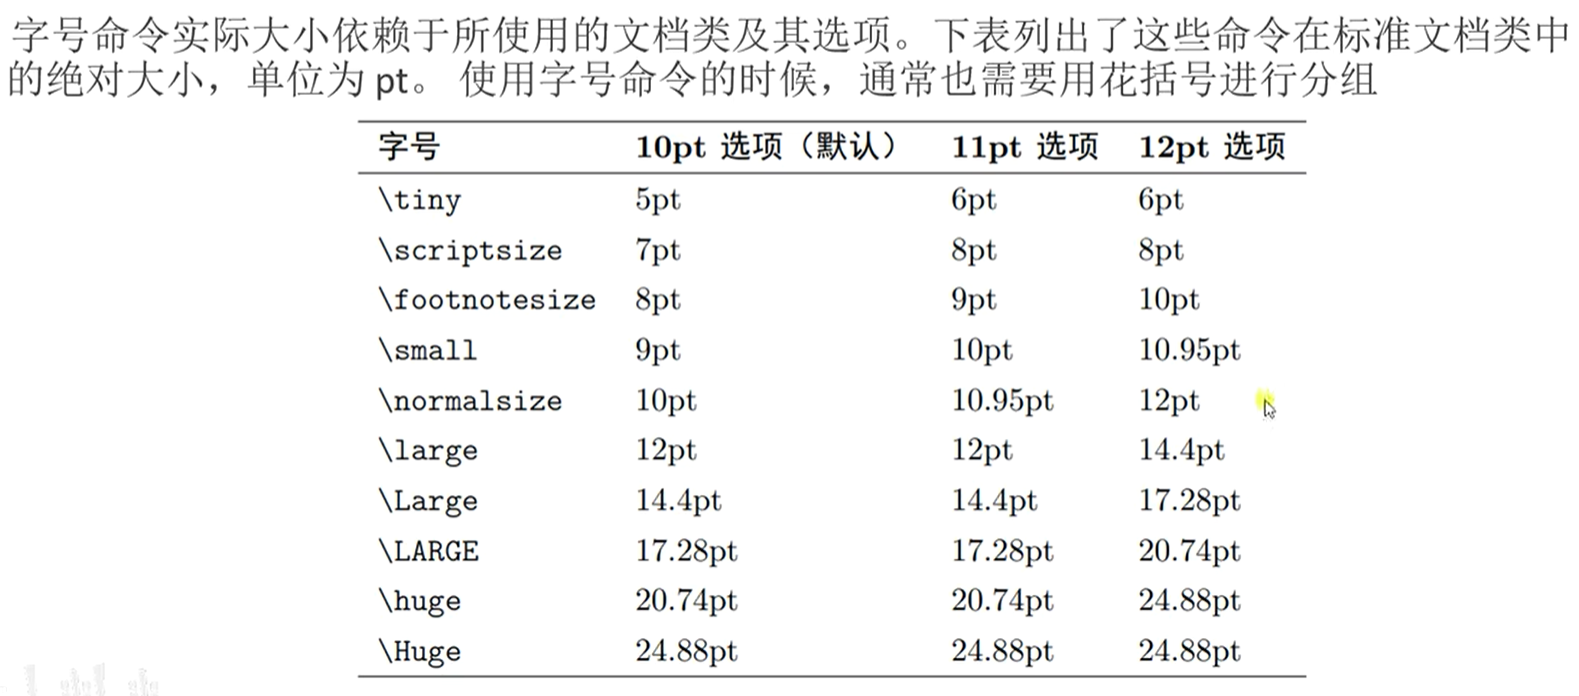 字号命令实际大小依赖于所使用的文档类及其选项。下表列出了这些命令在标准文档类中
的绝对大小，单位为 pt。 使用字号命令的时候，通常也需要用花括号进行分组
字号 10pt 选项（默认） 11pt 选项 12pt 选项
\tiny 5pt 6pt 6pt
\scriptsize 7pt 8pt 8pt
\footnotesize 8pt 9pt 10pt
\small 9pt 10pt 10.95pt
\normalsize 10pt 10.95pt 12pt
\large 12pt 12pt 14.4pt
\Large 14.4pt 14.4pt 17.28pt
\LARGE 17.28pt 17.28pt 20.74pt
\huge 20.74pt 20.74pt 24.88pt
\Huge 24.88pt 24.88pt 24.88pt